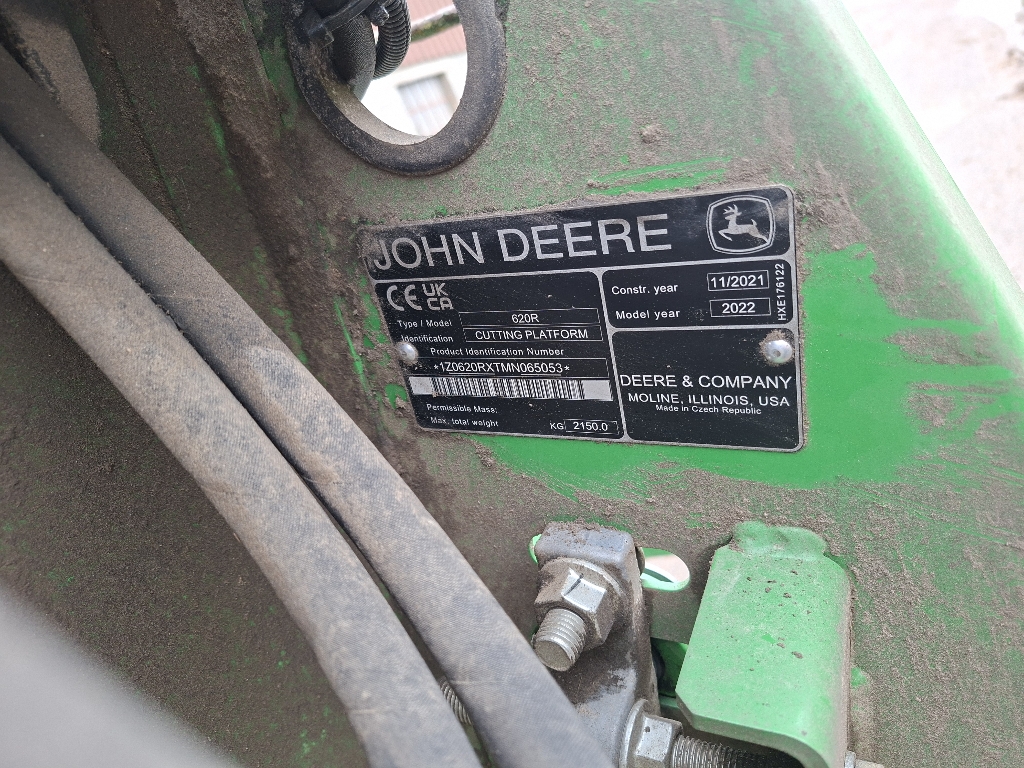 JOHN DEERE
CE UK CA
Type / Model 620R
Identification CUTTING PLATFORM
Product Identification Number
*1Z0620RXTMN065053*
Permissible Mass:
Max. total weight KG 2150.0
Constr. year 11/2021
Model year 2022
HXE176122
DEERE & COMPANY
MOLINE, ILLINOIS, USA
Made in Czech Republic